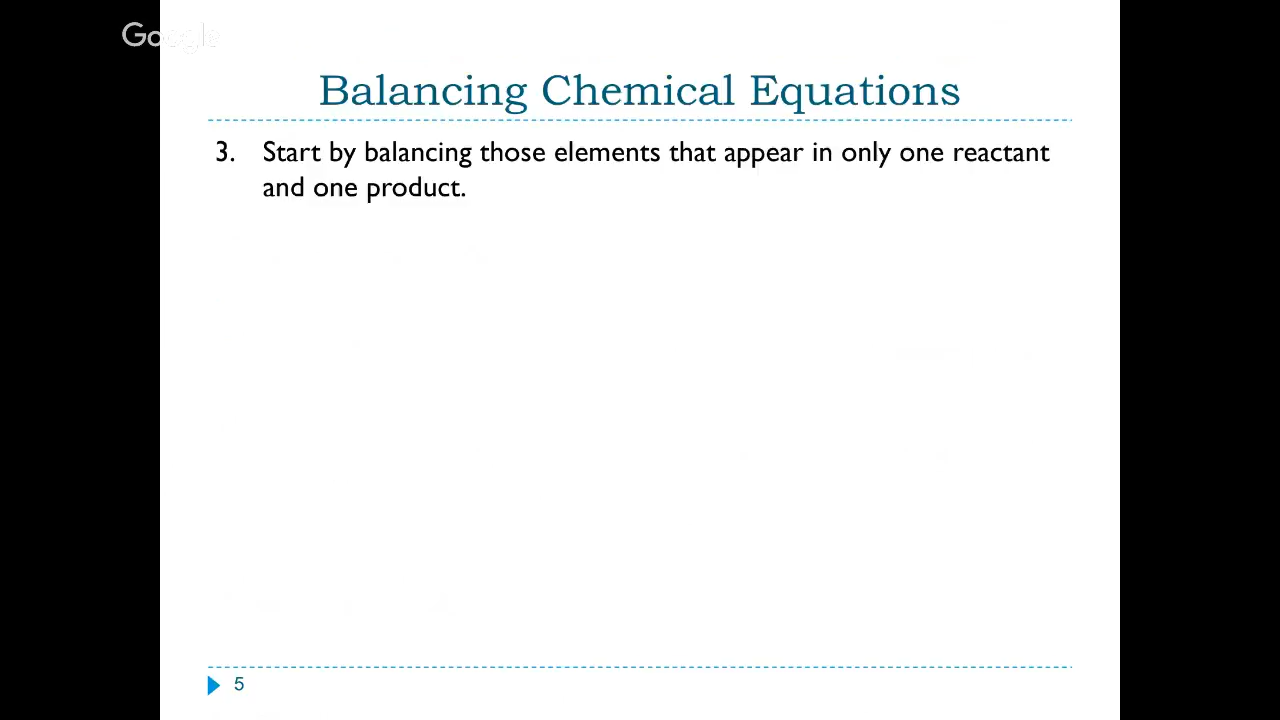 Google
Balancing Chemical Equations
3. Start by balancing those elements that appear in only one reactant
and one product.
5